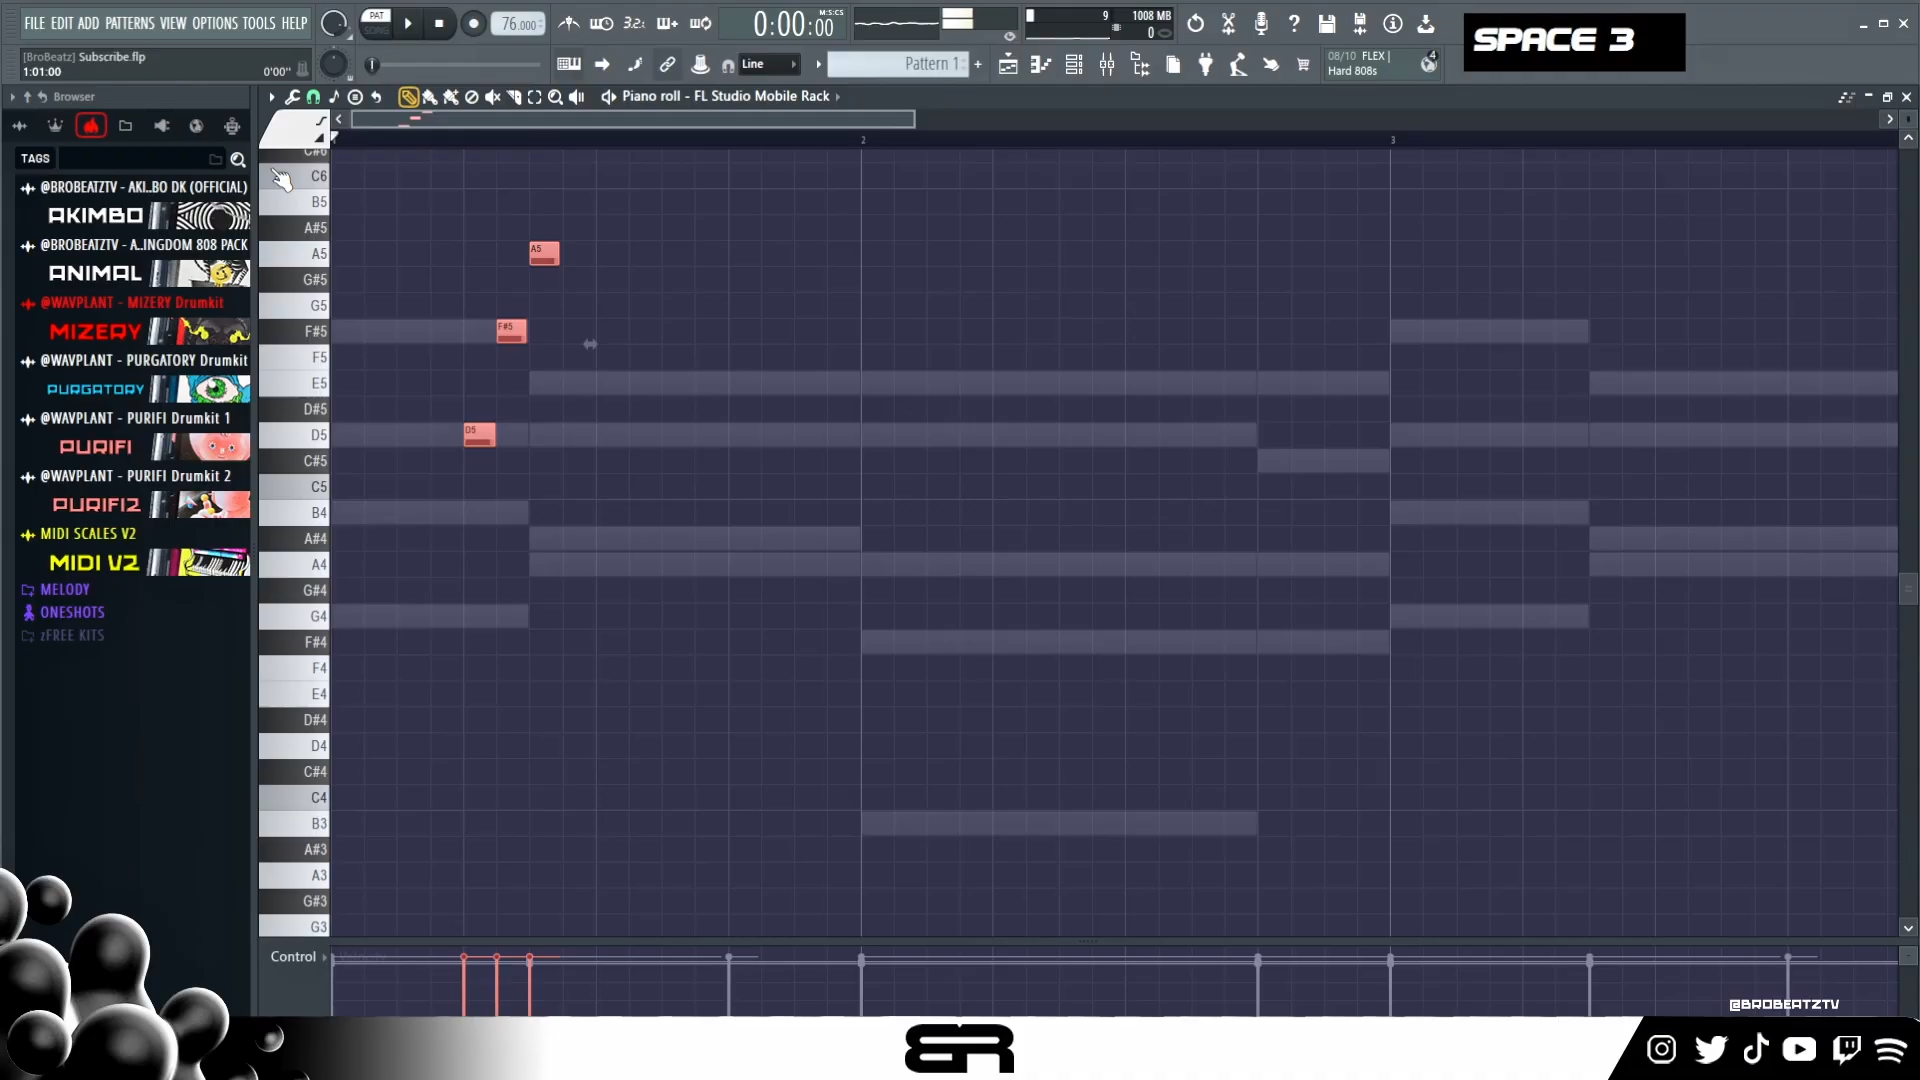 FILE EDIT ADD PATTERNS VIEW OPTIONS TOOLS HELP
PAT
SONG
76.000
3.2
0:00:00
M:S:CS
9
1008 MB
0
SPACE 3
[BroBeatz] Subscribe.flp
1:01:00
0'00"
Line
Pattern 1
08/10 FLEX |
Hard 808s
4
Browser
Piano roll - FL Studio Mobile Rack
TAGS
@BROBEATZTV - AKI..BO DK (OFFICIAL)
AKIMBO
@BROBEATZTV - A..INGDOM 808 PACK
ANIMAL
@WAVPLANT - MIZERY Drumkit
MIZERY
@WAVPLANT - PURGATORY Drumkit
PURGATORY
@WAVPLANT - PURIFI Drumkit 1
PURIFI
@WAVPLANT - PURIFI Drumkit 2
PURIFI2
MIDI SCALES V2
MIDI V2
MELODY
ONESHOTS
zFREE KITS
2
3
C#6
C6
B5
A#5
A5
G#5
G5
F#5
F5
E5
D#5
D5
C#5
C5
B4
A#4
A4
G#4
G4
F#4
F4
E4
D#4
D4
C#4
C4
B3
A#3
A3
G#3
G3
A5
F#5
D5
Control
@BROBEATZTV
BR